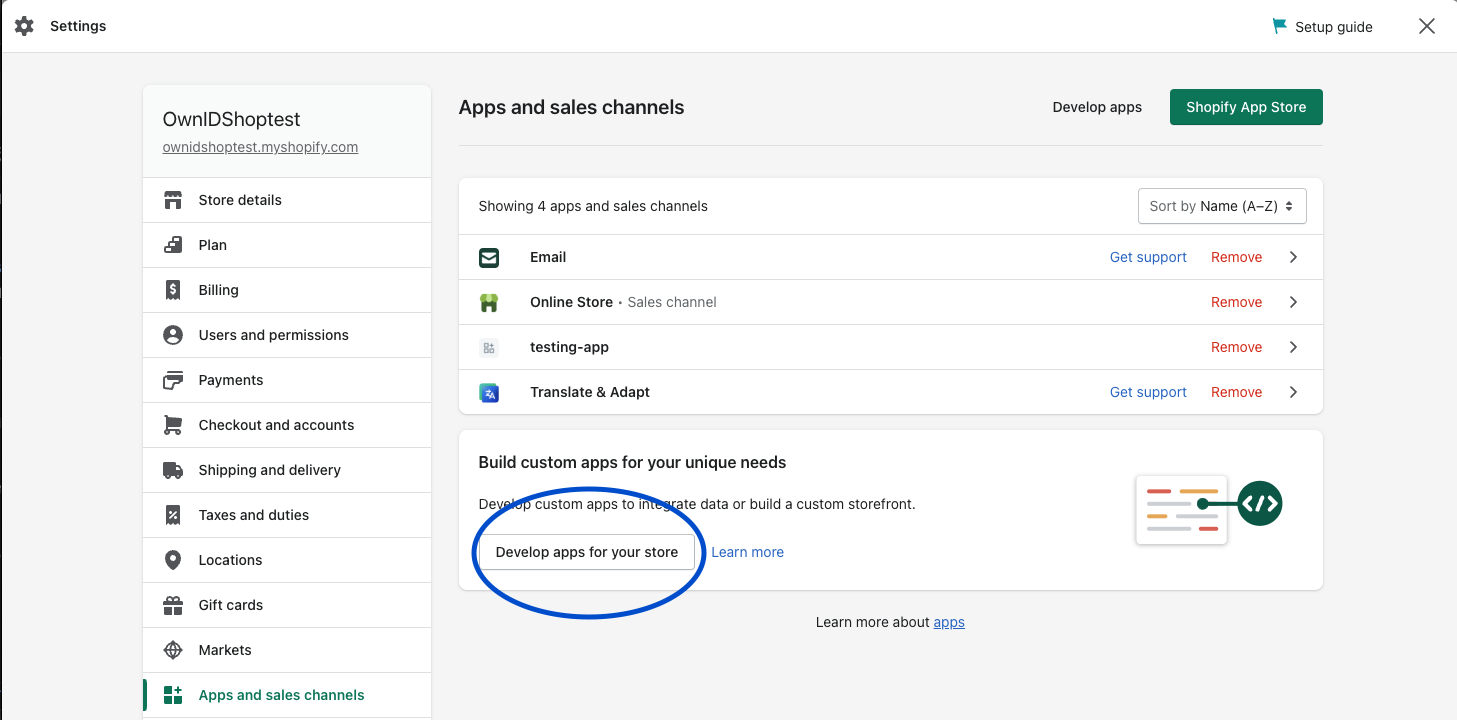 Settings
Setup guide
OwnIDShoptest
ownidshoptest.myshopify.com
Store details
Plan
Billing
Users and permissions
Payments
Checkout and accounts
Shipping and delivery
Taxes and duties
Locations
Gift cards
Markets
Apps and sales channels
Apps and sales channels
Develop apps
Shopify App Store
Showing 4 apps and sales channels
Sort by Name (A–Z)
Email
Get support
Remove
Online Store • Sales channel
Remove
testing-app
Remove
Translate & Adapt
Get support
Remove
Build custom apps for your unique needs
Develop custom apps to integrate data or build a custom storefront.
Develop apps for your store
Learn more
Learn more about apps